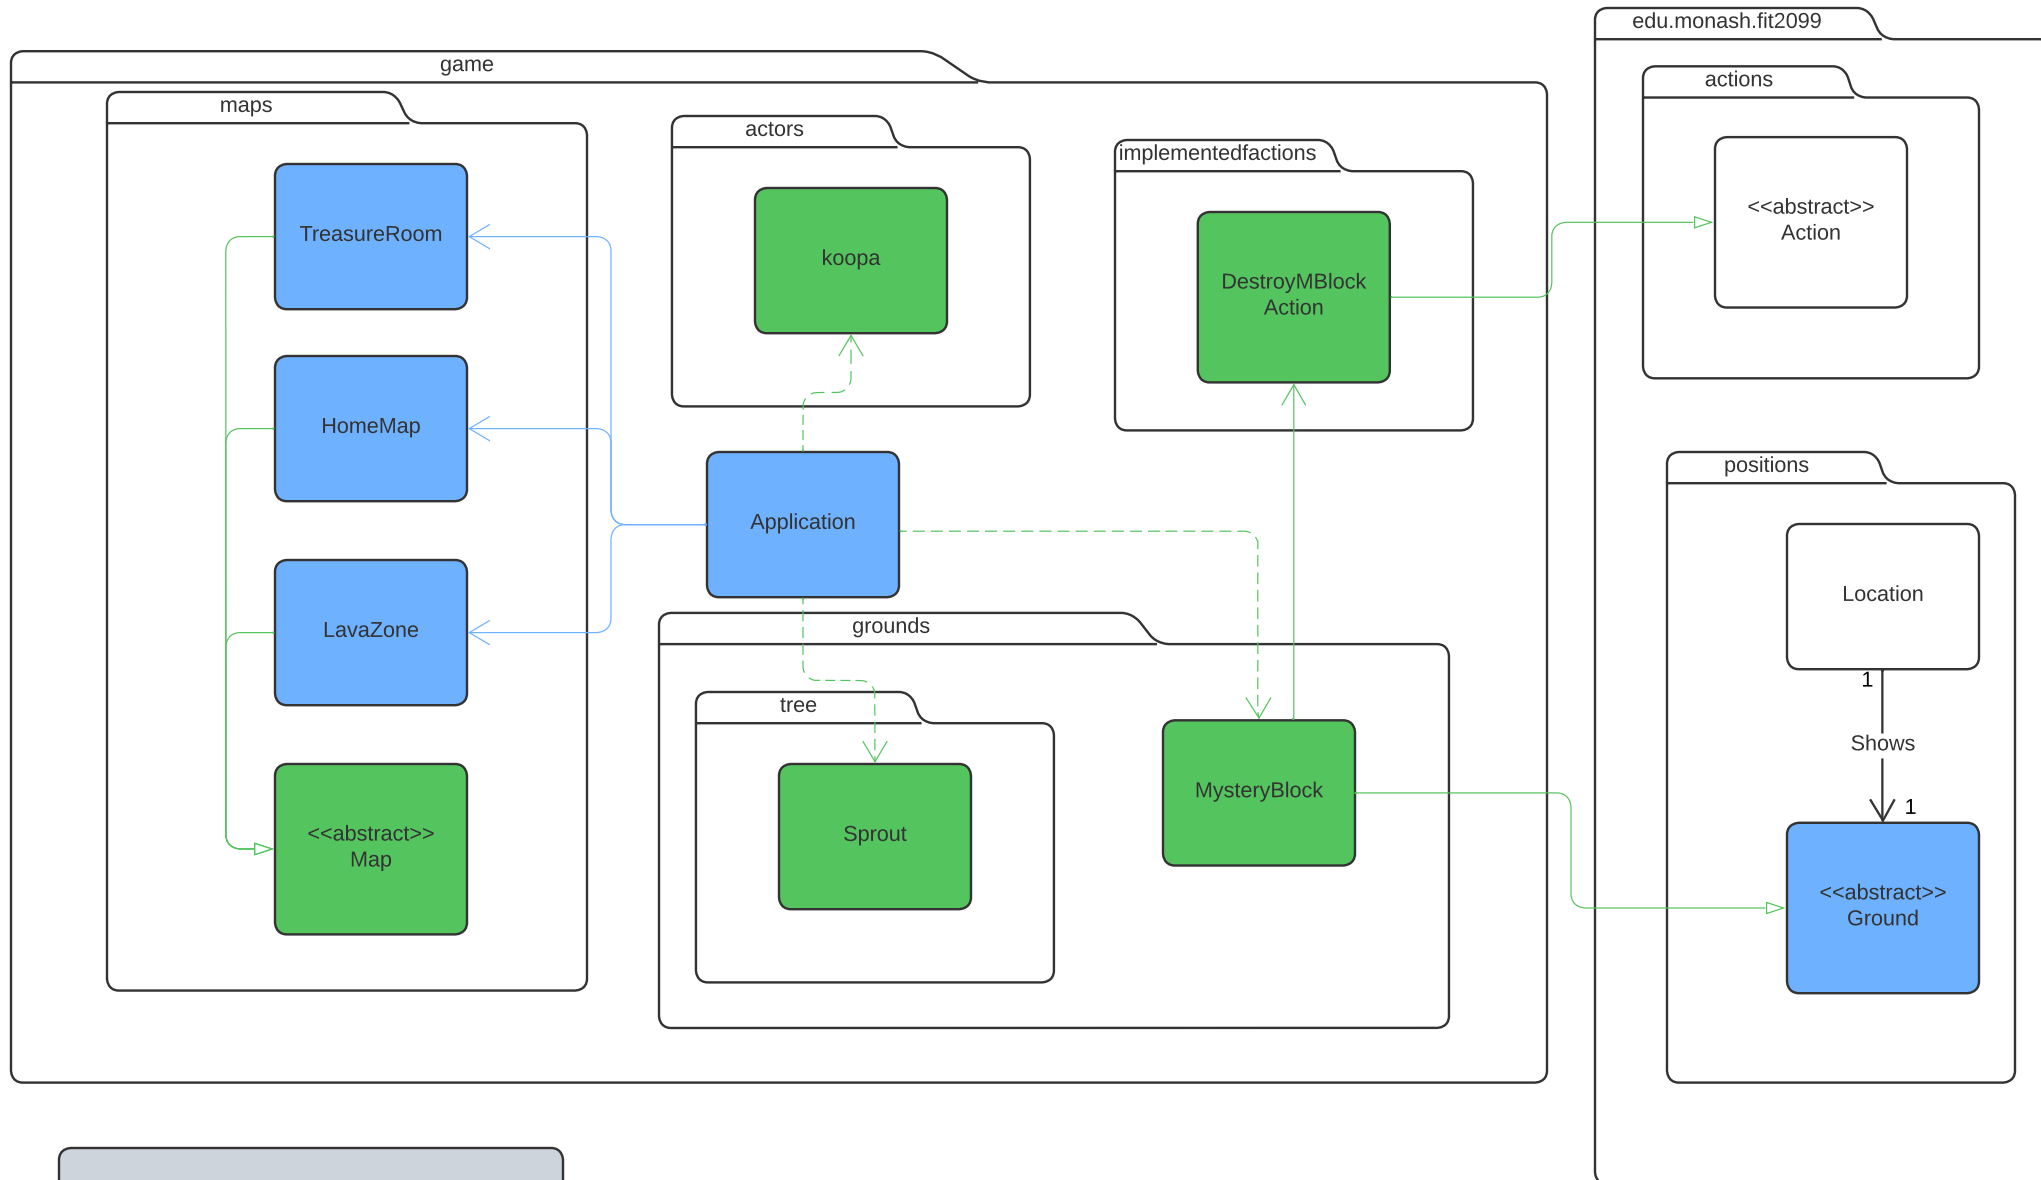 edu.monash.fit2099
game
actions
maps
actors
implementedfactions
TreasureRoom
koopa
DestroyMBlock
Action
<<abstract>>
Action
HomeMap
Application
positions
LavaZone
grounds
Location
1
tree
Shows
MysteryBlock
1
<<abstract>>
Map
Sprout
<<abstract>>
Ground